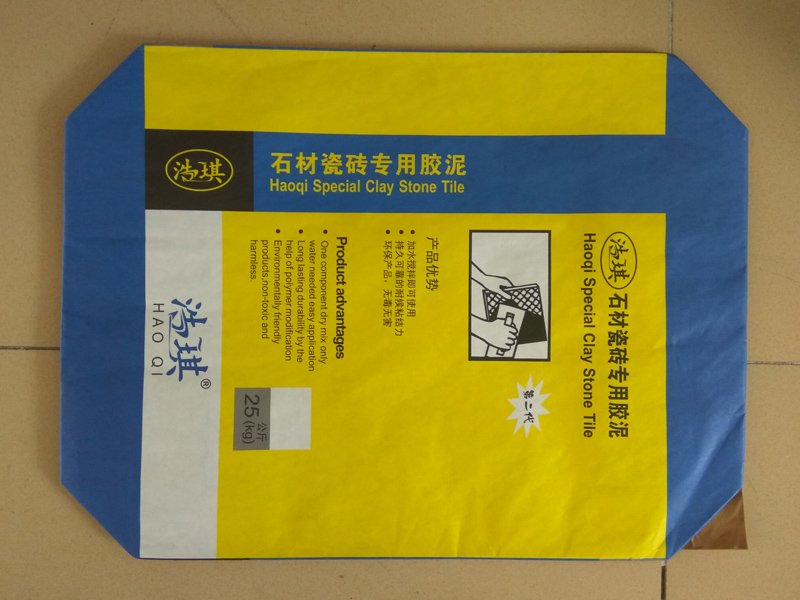 浩琪
石材瓷砖专用胶泥
Haoqi Special Clay Stone Tile
浩琪 石材瓷砖专用胶泥
Haoqi Special Clay Stone Tile
第二代
产品优势
● 加水搅拌即可使用
● 持久可靠的耐候粘结力
● 环保产品，无毒无害
Product advantages
● One component dry mix, only
water needed easy application
● Long lasting durability by the
help of polymer modification
● Environmentally friendly
products,non-toxic and
harmless.
25 公斤
(kg)
浩琪®
HAO QI